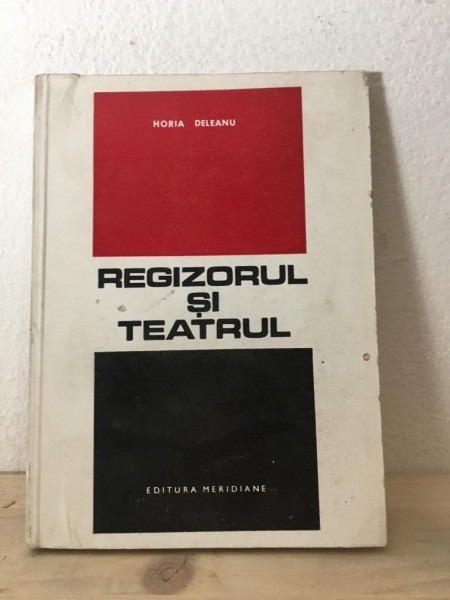 HORIA DELEANU
REGIZORUL
ȘI
TEATRUL
EDITURA MERIDIANE